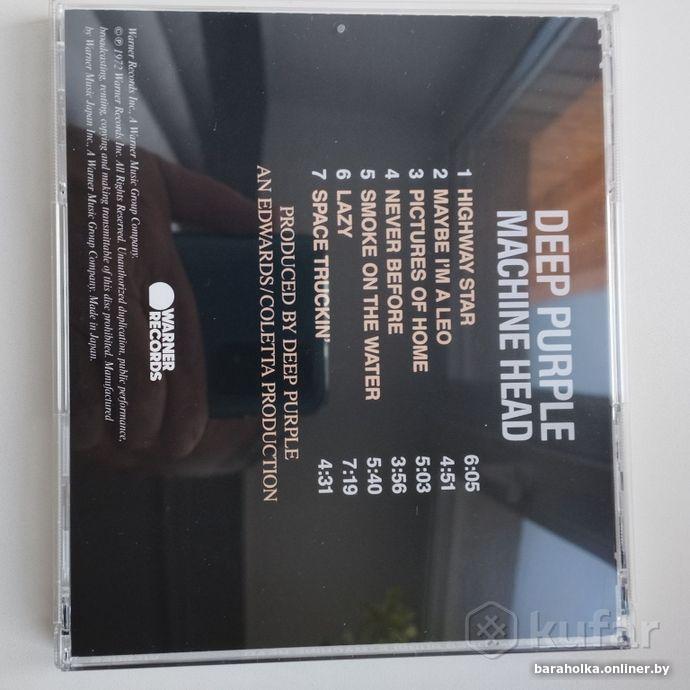 DEEP PURPLE
MACHINE HEAD
1 HIGHWAY STAR 6:05
2 MAYBE I'M A LEO 4:51
3 PICTURES OF HOME 5:03
4 NEVER BEFORE 3:56
5 SMOKE ON THE WATER 5:40
6 LAZY 7:19
7 SPACE TRUCKIN' 4:31
PRODUCED BY DEEP PURPLE
AN EDWARDS/COLETTA PRODUCTION
WARNER
RECORDS
Warner Records Inc., A Warner Music Group Company.
©℗ 1972 Warner Records Inc. All Rights Reserved. Unauthorized duplication, public performance,
broadcasting, renting, copying and making transmittable of this disc prohibited. Manufactured
by Warner Music Japan Inc., A Warner Music Group Company. Made in Japan.
kufar
baraholka.onliner.by